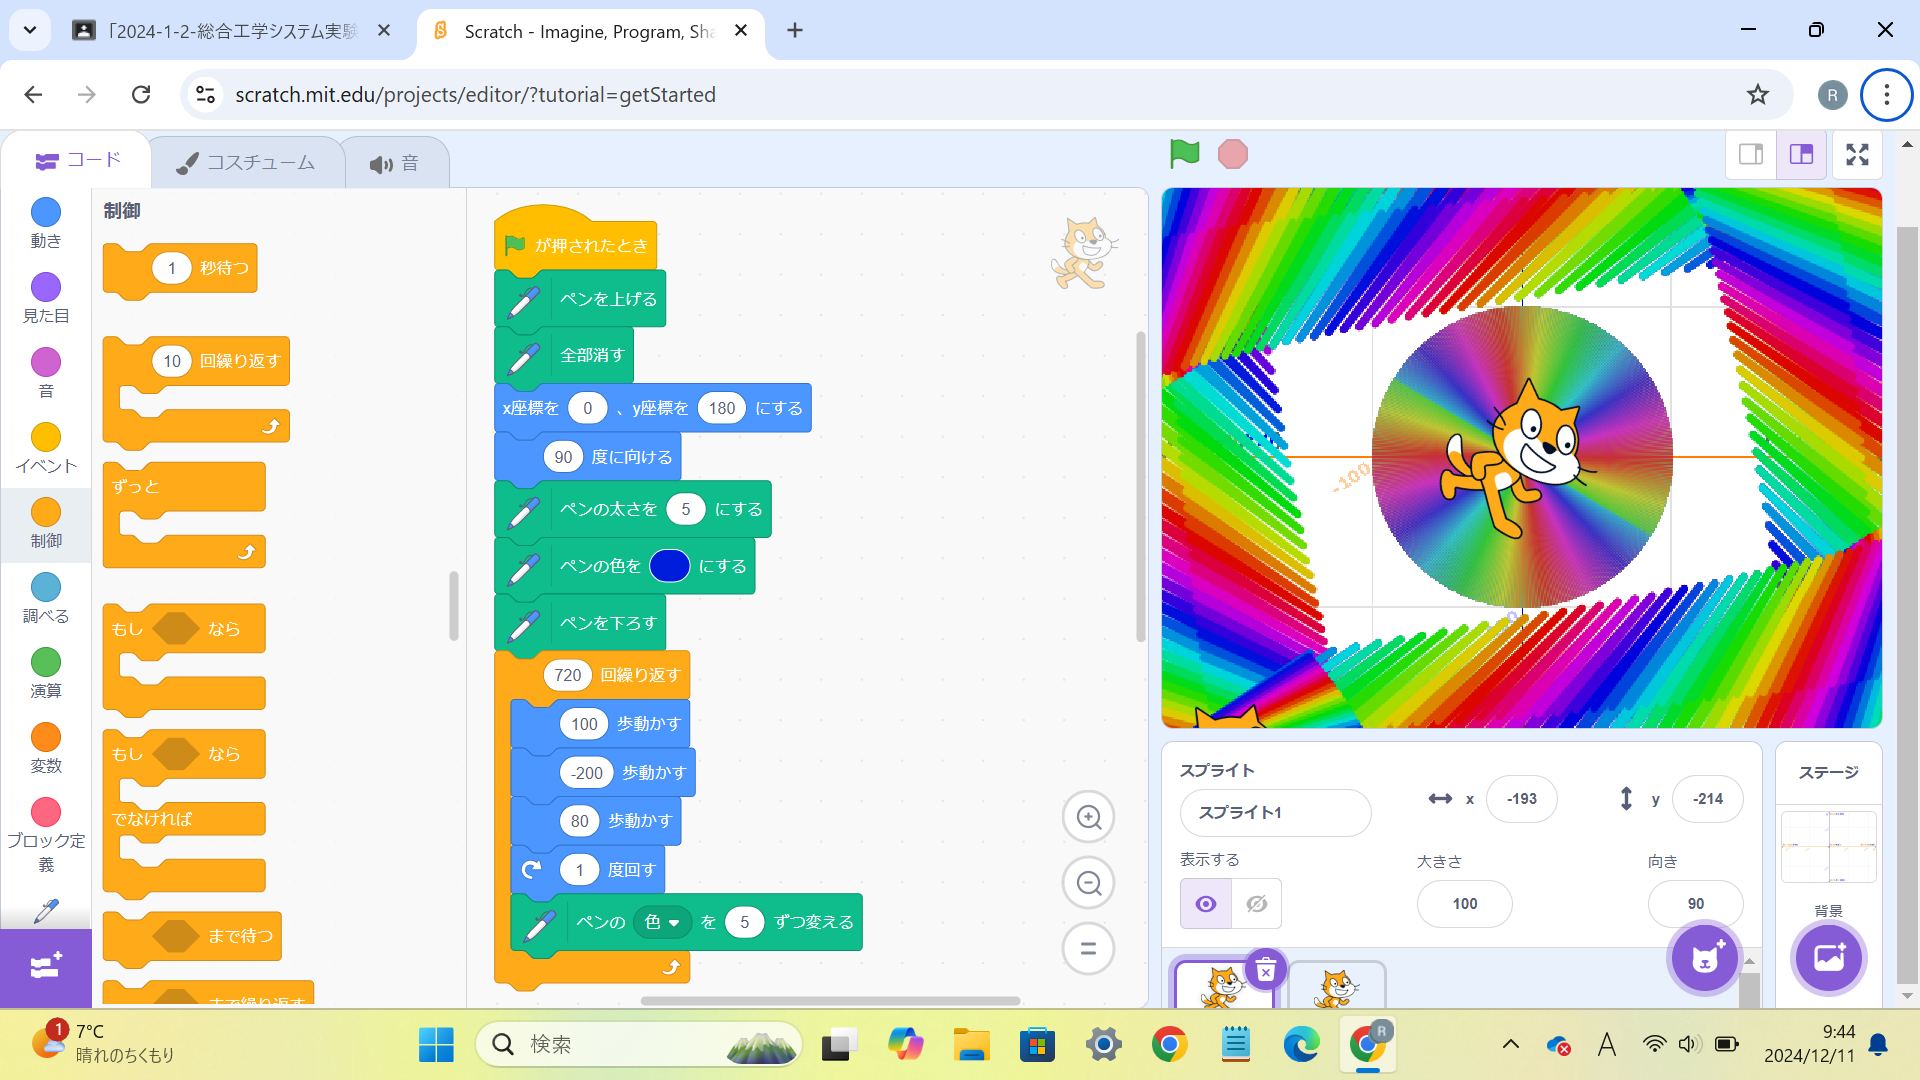 「2024-1-2-総合工学システム実験
Scratch - Imagine, Program, Sha
scratch.mit.edu/projects/editor/?tutorial=getStarted
R
コード
コスチューム
音
動き
見た目
音
イベント
制御
調べる
演算
変数
ブロック定義
制御
1 秒待つ
10 回繰り返す
ずっと
もし なら
もし なら
でなければ
まで待つ
まで繰り返す
が押されたとき
ペンを上げる
全部消す
x座標を 0 、y座標を 180 にする
90 度に向ける
ペンの太さを 5 にする
ペンの色を にする
ペンを下ろす
720 回繰り返す
100 歩動かす
-200 歩動かす
80 歩動かす
1 度回す
ペンの 色 を 5 ずつ変える
-100
スプライト
スプライト1
x -193
y -214
表示する
大きさ
100
向き
90
ステージ
背景
1
7°C
晴れのちくもり
検索
R
A
9:44
2024/12/11